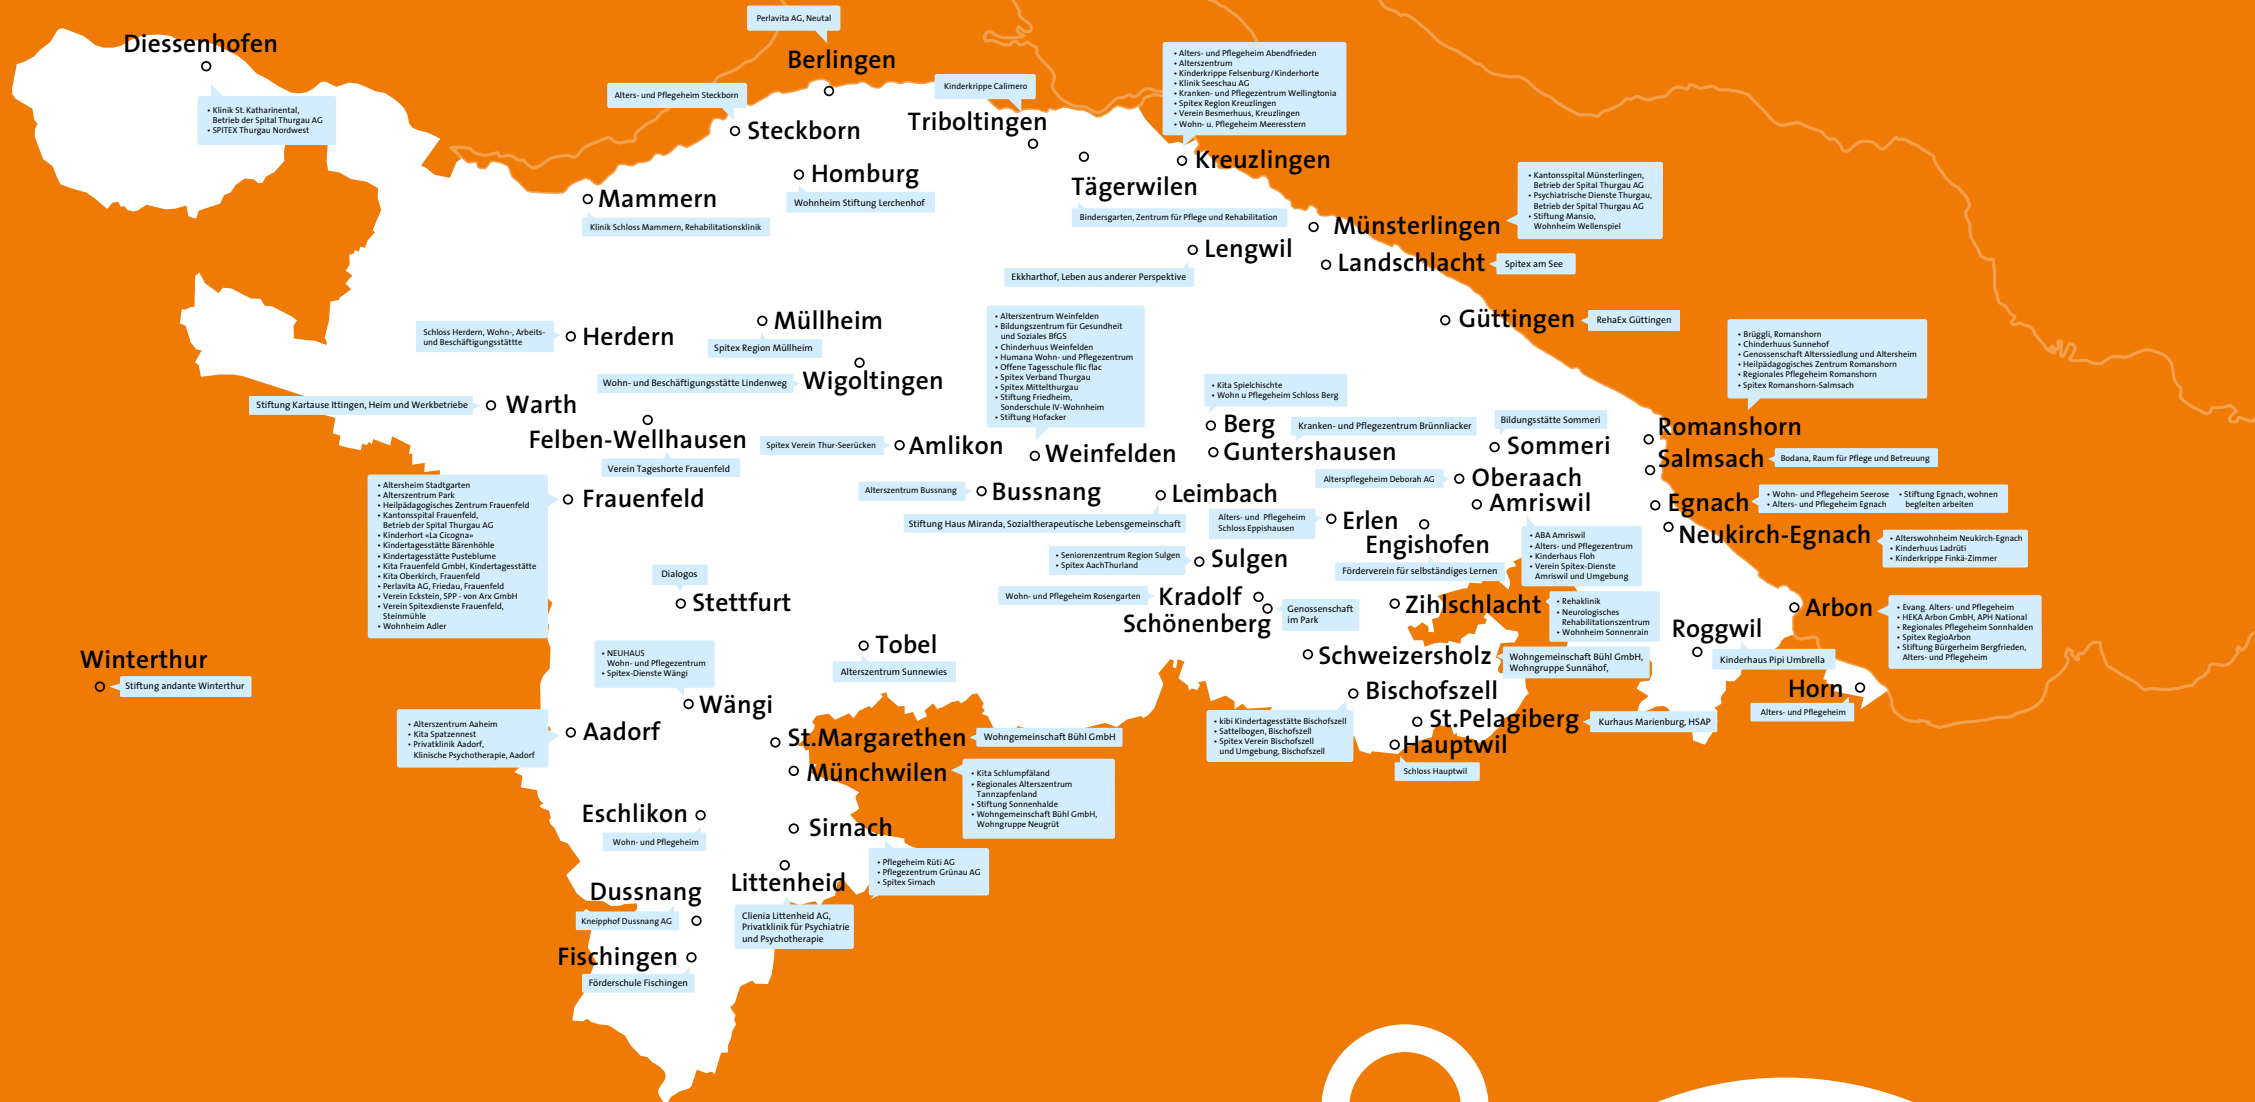 Perlavita AG, Neutal
Berlingen
Diessenhofen
• Klinik St. Katharinental,
Betrieb der Spital Thurgau AG
• SPITEX Thurgau Nordwest
Alters- und Pflegeheim Steckborn
Steckborn
Kinderkrippe Calimero
Triboltingen
• Alters- und Pflegeheim Abendfrieden
• Alterszentrum
• Kinderkrippe Felsenburg / Kinderhorte
• Klinik Seeschau AG
• Kranken- und Pflegezentrum Wellingtonia
• Spitex Region Kreuzlingen
• Verein Besmerhuus, Kreuzlingen
• Wohn- u. Pflegeheim Meeresstern
Kreuzlingen
Homburg
Wohnheim Stiftung Lerchenhof
Mammern
Klinik Schloss Mammern, Rehabilitationsklinik
Tägerwilen
Bindersgarten, Zentrum für Pflege und Rehabilitation
• Kantonsspital Münsterlingen,
Betrieb der Spital Thurgau AG
• Psychiatrische Dienste Thurgau,
Betrieb der Spital Thurgau AG
• Stiftung Mansio,
Wohnheim Wellenspiel
Münsterlingen
Lengwil
Ekkharthof, Leben aus anderer Perspektive
Landschlacht
Spitex am See
Güttingen
RehaEx Güttingen
Schloss Herdern, Wohn-, Arbeits-
und Beschäftigungsstättte
Herdern
Müllheim
Spitex Region Müllheim
Wohn- und Beschäftigungsstätte Lindenweg
Wigoltingen
• Alterszentrum Weinfelden
• Bildungszentrum für Gesundheit
und Soziales BfGS
• Chinderhuus Weinfelden
• Humana Wohn- und Pflegezentrum
• Offene Tagesschule flic flac
• Spitex Verband Thurgau
• Spitex Mittelthurgau
• Stiftung Friedheim,
Sonderschule IV-Wohnheim
• Stiftung Hofacker
Weinfelden
• Brüggli, Romanshorn
• Chinderhuus Sunnehof
• Genossenschaft Alterssiedlung und Altersheim
• Heilpädagogisches Zentrum Romanshorn
• Regionales Pflegeheim Romanshorn
• Spitex Romanshorn-Salmsach
Romanshorn
Stiftung Kartause Ittingen, Heim und Werkbetriebe
Warth
Felben-Wellhausen
Verein Tageshorte Frauenfeld
Spitex Verein Thur-Seerücken
Amlikon
• Kita Spielchischte
• Wohn u Pflegeheim Schloss Berg
Berg
Kranken- und Pflegezentrum Brünnliacker
Guntershausen
Bildungsstätte Sommeri
Sommeri
Salmsach
Bodana, Raum für Pflege und Betreuung
• Altersheim Stadtgarten
• Alterszentrum Park
• Heilpädagogisches Zentrum Frauenfeld
• Kantonsspital Frauenfeld,
Betrieb der Spital Thurgau AG
• Kinderhort «La Cicogna»
• Kindertagesstätte Bärenhöhle
• Kindertagesstätte Pusteblume
• Kita Frauenfeld GmbH, Kindertagesstätte
• Kita Oberkirch, Frauenfeld
• Perlavita AG, Friedau, Frauenfeld
• Verein Eckstein, SPP - von Arx GmbH
• Verein Spitexdienste Frauenfeld,
Steinmühle
• Wohnheim Adler
Frauenfeld
Alterszentrum Bussnang
Bussnang
Leimbach
Stiftung Haus Miranda, Sozialtherapeutische Lebensgemeinschaft
Alterspflegeheim Deborah AG
Oberaach
Amriswil
• ABA Amriswil
• Alters- und Pflegezentrum
• Kinderhaus Floh
• Verein Spitex-Dienste
Amriswil und Umgebung
Egnach
• Wohn- und Pflegeheim Seerose
• Alters- und Pflegeheim Egnach
• Stiftung Egnach, wohnen
begleiten arbeiten
Neukirch-Egnach
• Alterswohnheim Neukirch-Egnach
• Kinderhuus Ladrüti
• Kinderkrippe Finkä-Zimmer
Alters- und Pflegeheim
Schloss Eppishausen
Erlen
Engishofen
Förderverein für selbständiges Lernen
• Seniorenzentrum Region Sulgen
• Spitex AachThurland
Sulgen
Dialogos
Stettfurt
Wohn- und Pflegeheim Rosengarten
Kradolf
Schönenberg
Genossenschaft
im Park
Zihlschlacht
• Rehaklinik
• Neurologisches
Rehabilitationszentrum
• Wohnheim Sonnenrain
Arbon
• Evang. Alters- und Pflegeheim
• HEKA Arbon GmbH, APH National
• Regionales Pflegeheim Sonnhalden
• Spitex RegioArbon
• Stiftung Bürgerheim Bergfrieden,
Alters- und Pflegeheim
Roggwil
Kinderhaus Pipi Umbrella
Winterthur
Stiftung andante Winterthur
• NEUHAUS
Wohn- und Pflegezentrum
• Spitex-Dienste Wängi
Wängi
Tobel
Alterszentrum Sunnewies
Schweizersholz
Wohngemeinschaft Bühl GmbH,
Wohngruppe Sunnähof,
Bischofszell
• kibi Kindertagesstätte Bischofszell
• Sattelbogen, Bischofszell
• Spitex Verein Bischofszell
und Umgebung, Bischofszell
Horn
Alters- und Pflegeheim
St.Pelagiberg
Kurhaus Marienburg, HSAP
Hauptwil
Schloss Hauptwil
• Alterszentrum Aaheim
• Kita Spatzennest
• Privatklinik Aadorf,
Klinische Psychotherapie, Aadorf
Aadorf
St.Margarethen
Wohngemeinschaft Bühl GmbH
Münchwilen
• Kita Schlumpfäland
• Regionales Alterszentrum
Tannzapfenland
• Stiftung Sonnenhalde
• Wohngemeinschaft Bühl GmbH,
Wohngruppe Neugrüt
Eschlikon
Wohn- und Pflegeheim
Sirnach
• Pflegeheim Rüti AG
• Pflegezentrum Grünau AG
• Spitex Sirnach
Littenheid
Clienia Littenheid AG,
Privatklinik für Psychiatrie
und Psychotherapie
Dussnang
Kneipphof Dussnang AG
Fischingen
Förderschule Fischingen